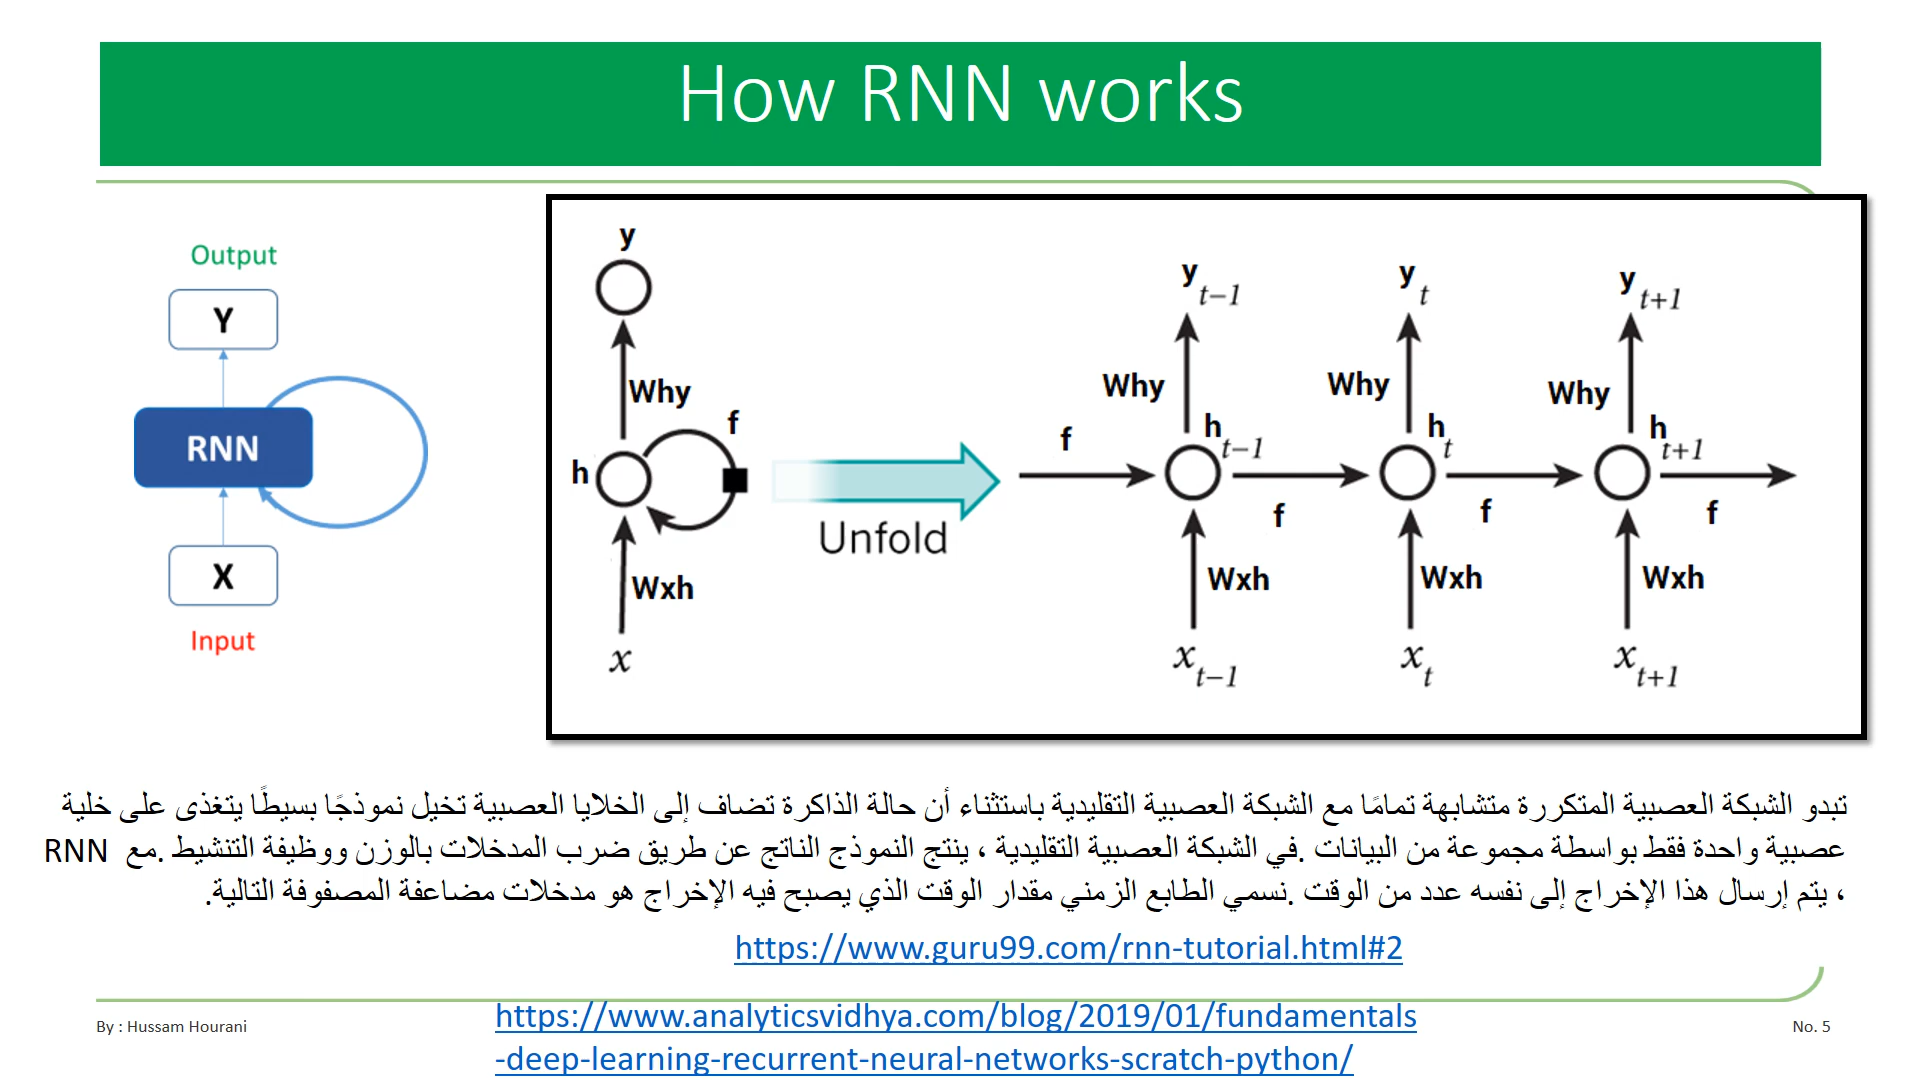 How RNN works
Output
Y
RNN
X
Input
y
Why
f
h
Wxh
x
Unfold
y t-1
y t
y t+1
Why
Why
Why
f
h t-1
h t
h t+1
f
f
f
Wxh
Wxh
Wxh
x t-1
x t
x t+1
تبدو الشبكة العصبية المتكررة متشابهة تمامًا مع الشبكة العصبية التقليدية باستثناء أن حالة الذاكرة تضاف إلى الخلايا العصبية تخيل نموذجًا بسيطًا يتغذى على خلية
عصبية واحدة فقط بواسطة مجموعة من البيانات .في الشبكة العصبية التقليدية ، ينتج النموذج الناتج عن طريق ضرب المدخلات بالوزن ووظيفة التنشيط .مع RNN
، يتم إرسال هذا الإخراج إلى نفسه عدد من الوقت .نسمي الطابع الزمني مقدار الوقت الذي يصبح فيه الإخراج هو مدخلات مضاعفة المصفوفة التالية.
https://www.guru99.com/rnn-tutorial.html#2
https://www.analyticsvidhya.com/blog/2019/01/fundamentals
-deep-learning-recurrent-neural-networks-scratch-python/
By : Hussam Hourani
No. 5